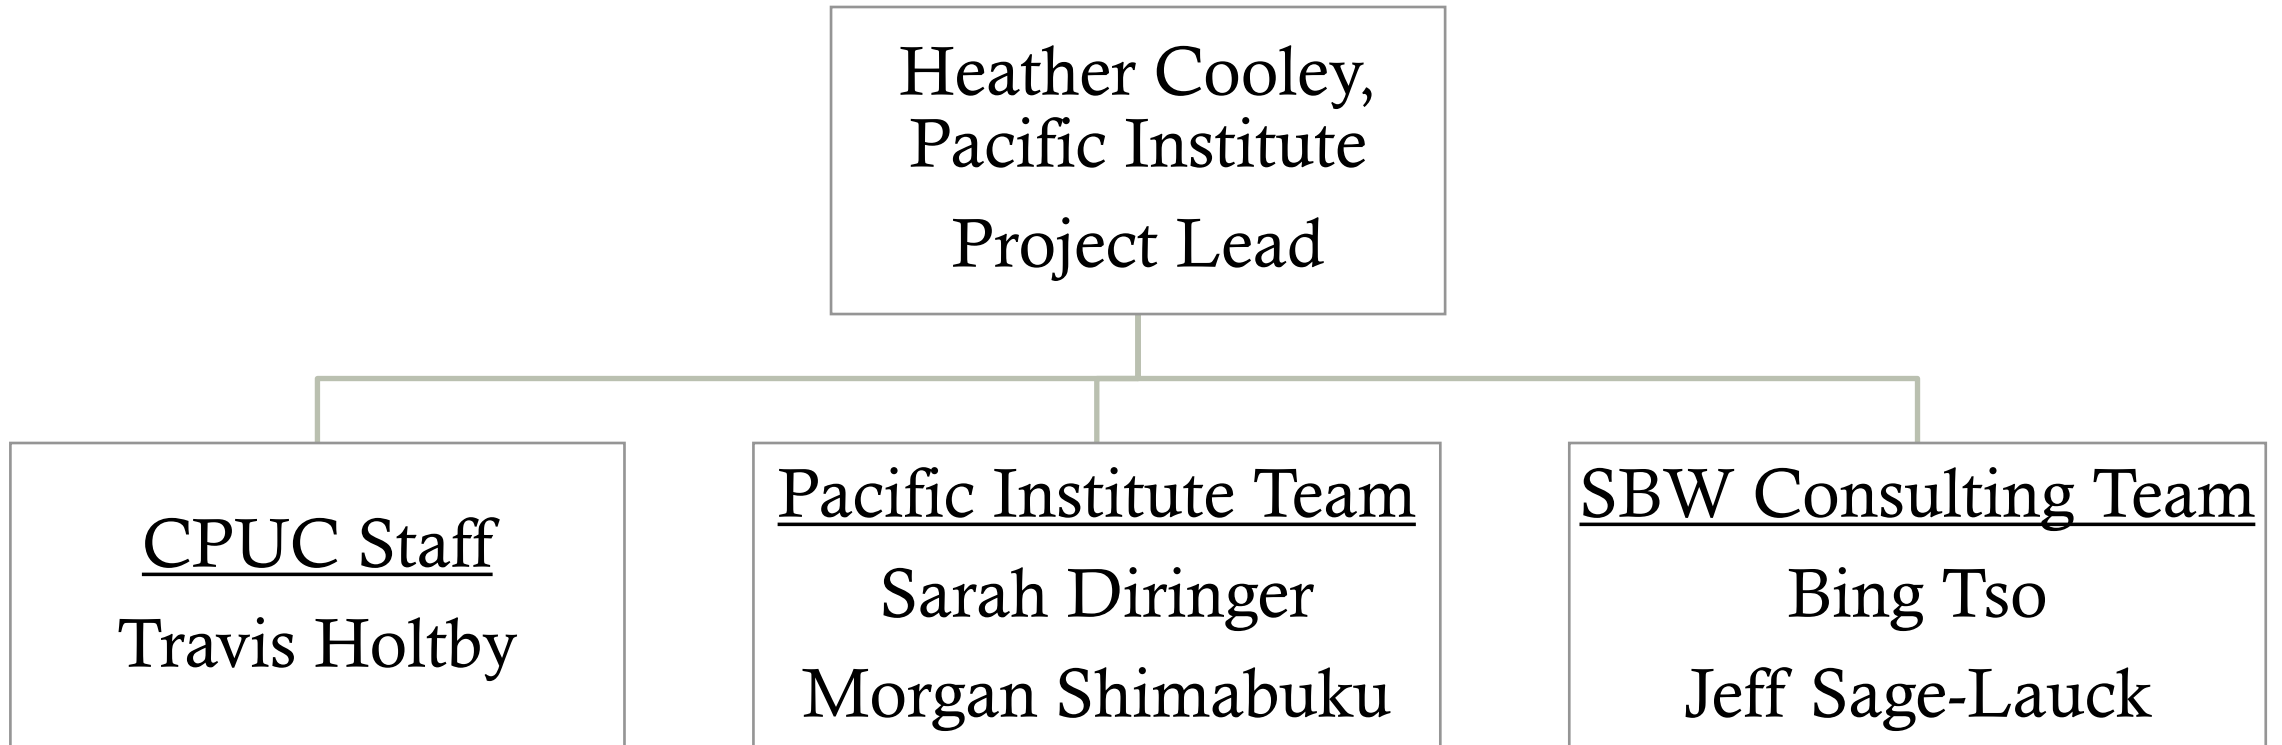 Heather Cooley,
Pacific Institute
Project Lead
CPUC Staff
Travis Holtby
Pacific Institute Team
Sarah Diringer
Morgan Shimabuku
SBW Consulting Team
Bing Tso
Jeff Sage-Lauck